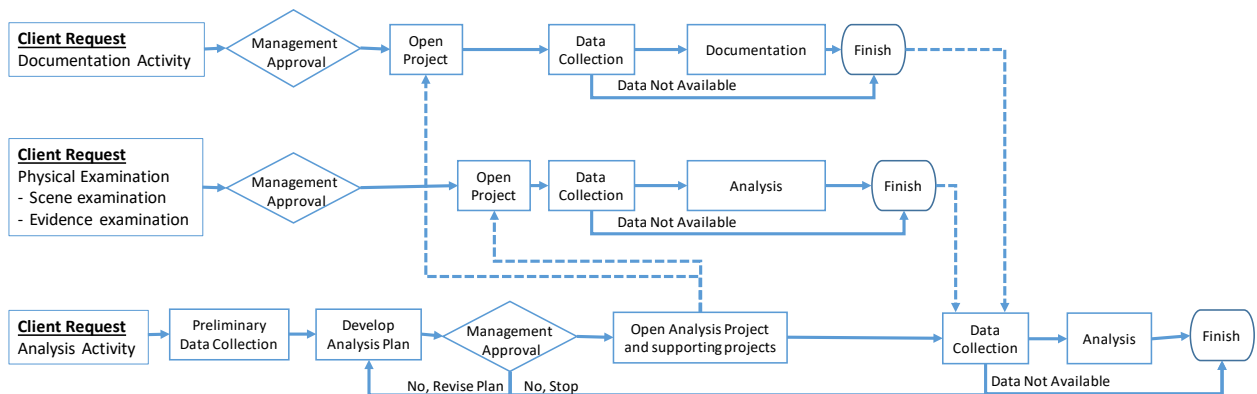 Client Request
Documentation Activity
Management
Approval
Open
Project
Data
Collection
Documentation
Finish
Data Not Available
Client Request
Physical Examination
- Scene examination
- Evidence examination
Management
Approval
Open
Project
Data
Collection
Analysis
Finish
Data Not Available
Client Request
Analysis Activity
Preliminary
Data Collection
Develop
Analysis Plan
Management
Approval
Open Analysis Project
and supporting projects
Data
Collection
Analysis
Finish
No, Revise Plan
No, Stop
Data Not Available